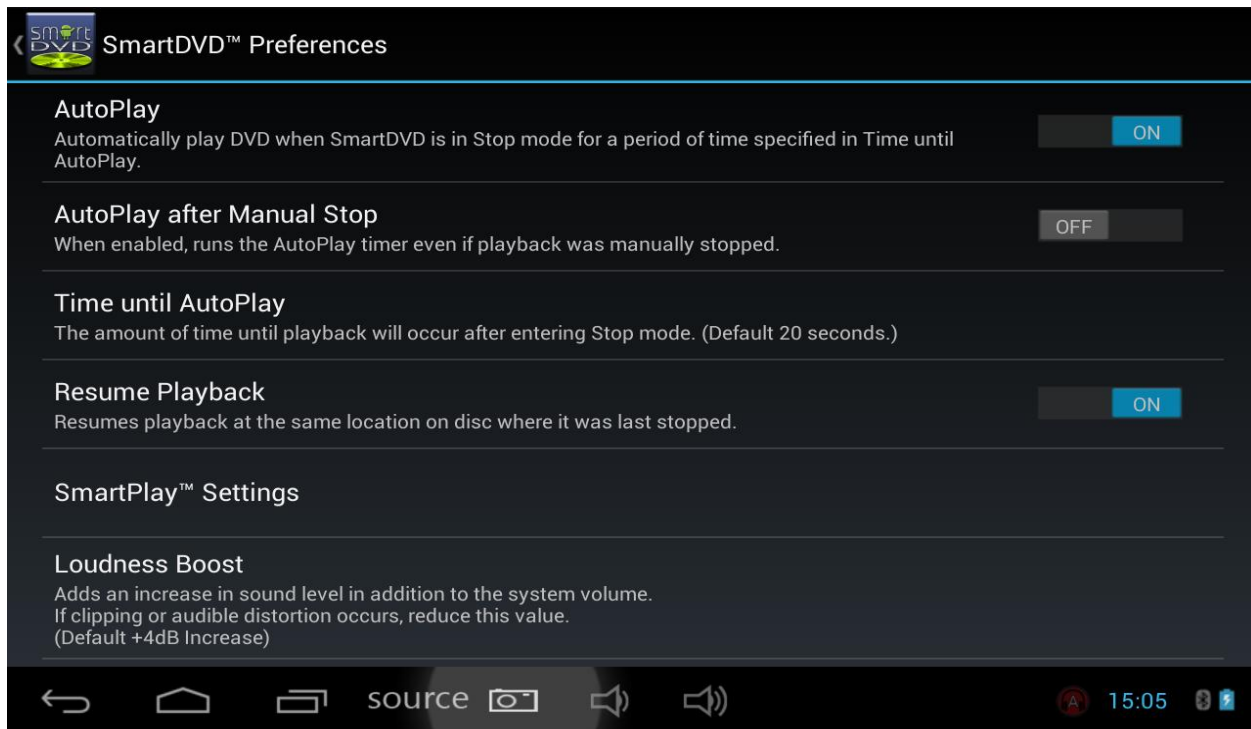 smart
DVD
SmartDVD™ Preferences
AutoPlay
Automatically play DVD when SmartDVD is in Stop mode for a period of time specified in Time until
AutoPlay.
ON
AutoPlay after Manual Stop
When enabled, runs the AutoPlay timer even if playback was manually stopped.
OFF
Time until AutoPlay
The amount of time until playback will occur after entering Stop mode. (Default 20 seconds.)
Resume Playback
Resumes playback at the same location on disc where it was last stopped.
ON
SmartPlay™ Settings
Loudness Boost
Adds an increase in sound level in addition to the system volume.
If clipping or audible distortion occurs, reduce this value.
(Default +4dB Increase)
source
A
15:05